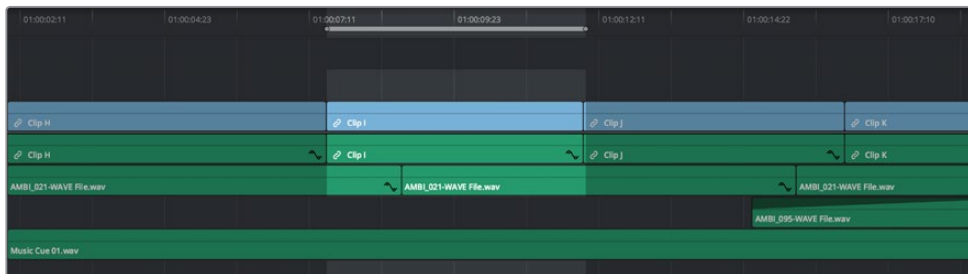 01:00:02:11 01:00:04:23 01:00:07:11 01:00:09:23 01:00:12:11 01:00:14:22 01:00:17:10
Clip H Clip I Clip J Clip K
Clip H Clip I Clip J Clip K
AMBI_021-WAVE File.wav AMBI_021-WAVE File.wav AMBI_021-WAVE File.wav
AMBI_095-WAVE File.wav
Music Cue 01.wav